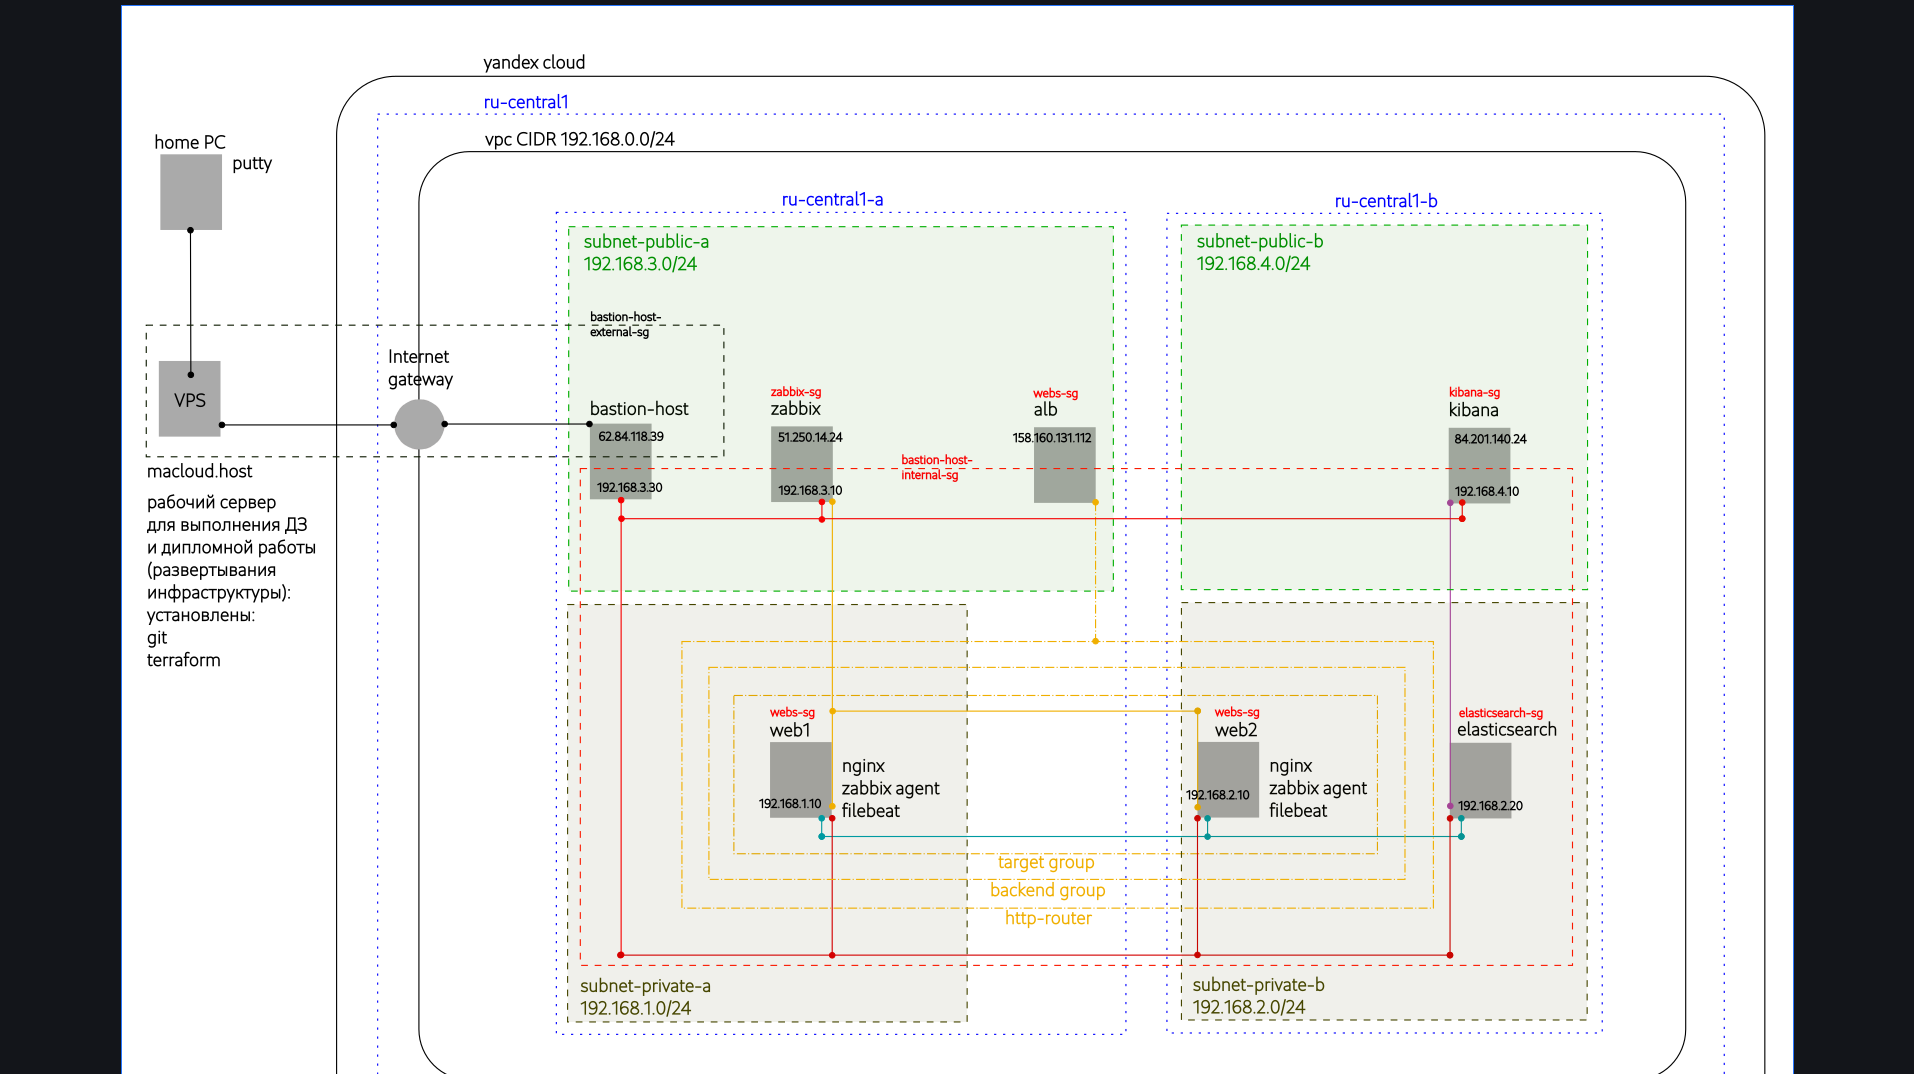 yandex cloud
ru-central1
vpc CIDR 192.168.0.0/24
home PC
putty
VPS
macloud.host
рабочий сервер
для выполнения ДЗ
и дипломной работы
(развертывания
инфраструктуры):
установлены:
git
terraform
Internet
gateway
ru-central1-a
subnet-public-a
192.168.3.0/24
bastion-host-
external-sg
bastion-host
62.84.118.39
192.168.3.30
zabbix-sg
zabbix
51.250.14.24
192.168.3.10
webs-sg
alb
158.160.131.112
bastion-host-
internal-sg
ru-central1-b
subnet-public-b
192.168.4.0/24
kibana-sg
kibana
84.201.140.24
192.168.4.10
webs-sg
web1
192.168.1.10
nginx
zabbix agent
filebeat
webs-sg
web2
192.168.2.10
nginx
zabbix agent
filebeat
elasticsearch-sg
elasticsearch
192.168.2.20
target group
backend group
http-router
subnet-private-a
192.168.1.0/24
subnet-private-b
192.168.2.0/24